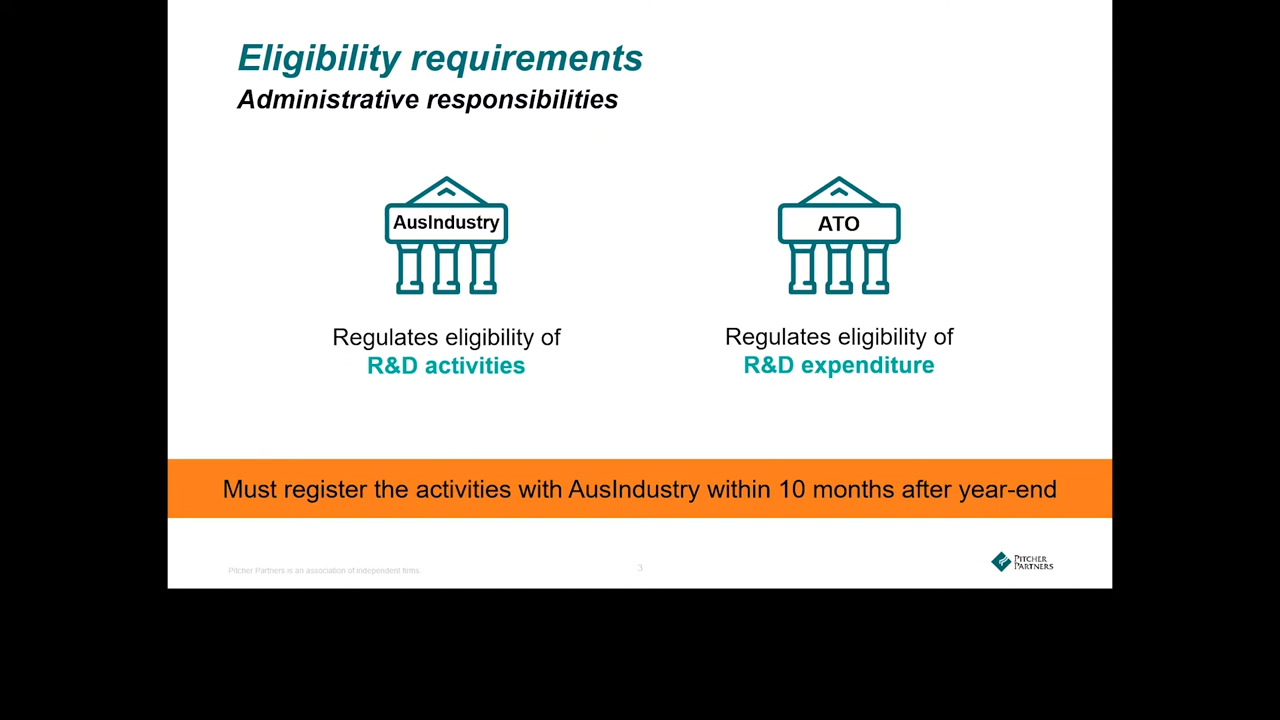 Eligibility requirements
Administrative responsibilities
AusIndustry
ATO
Regulates eligibility of
R&D activities
Regulates eligibility of
R&D expenditure
Must register the activities with AusIndustry within 10 months after year-end
Pitcher Partners is an association of independent firms
3
PITCHER
PARTNERS